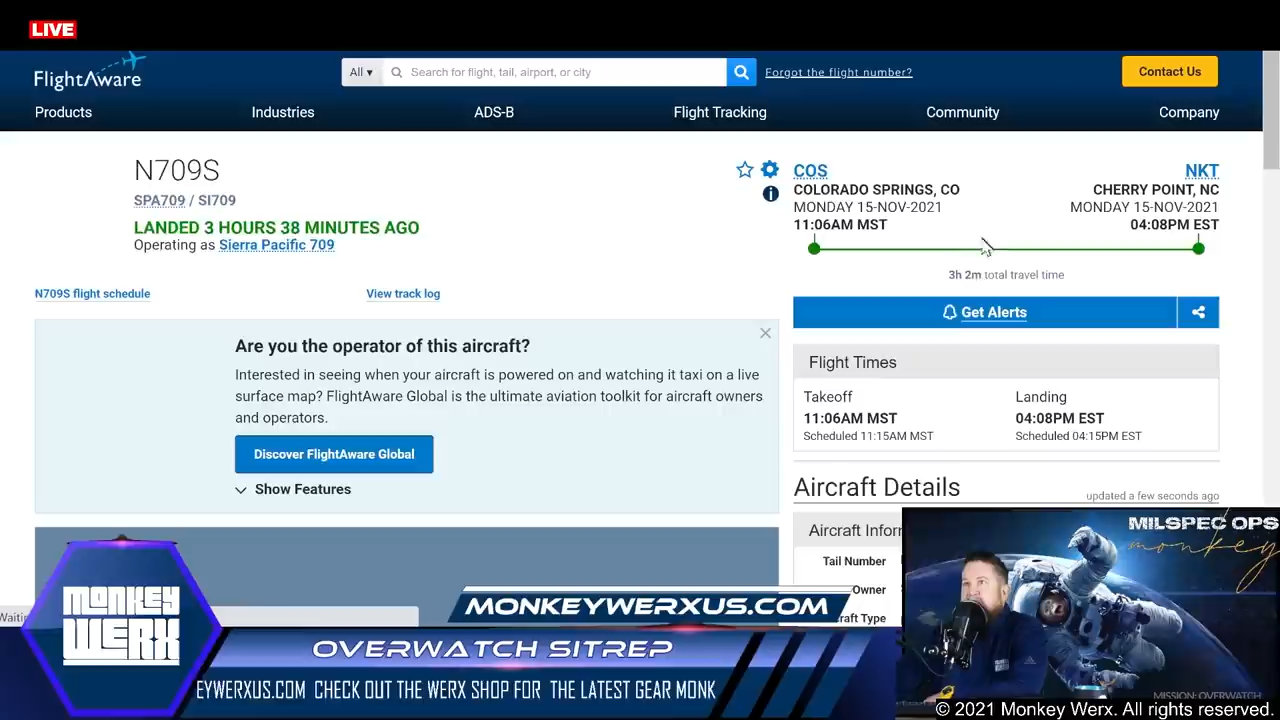 LIVE
FlightAware
All ▾ Search for flight, tail, airport, or city
Forgot the flight number?
Contact Us
Products Industries ADS-B Flight Tracking Community Company
N709S
SPA709 / SI709
LANDED 3 HOURS 38 MINUTES AGO
Operating as Sierra Pacific 709
COS NKT
COLORADO SPRINGS, CO CHERRY POINT, NC
MONDAY 15-NOV-2021 MONDAY 15-NOV-2021
11:06AM MST 04:08PM EST
3h 2m total travel time
N709S flight schedule View track log
Get Alerts
Are you the operator of this aircraft?
Interested in seeing when your aircraft is powered on and watching it taxi on a live
surface map? FlightAware Global is the ultimate aviation toolkit for aircraft owners
and operators.
Discover FlightAware Global
Show Features
Flight Times
Takeoff Landing
11:06AM MST 04:08PM EST
Scheduled 11:15AM MST Scheduled 04:15PM EST
Aircraft Details updated a few seconds ago
Aircraft Infor
Tail Number
Owner
raft Type
MILSPEC OPS
monkey
MISSION: OVERWATCH
Waitin
MONKEY
WERX
MONKEYWERXUS.COM
OVERWATCH SITREP
EYWERXUS.COM CHECK OUT THE WERX SHOP FOR THE LATEST GEAR MONK
© 2021 Monkey Werx. All rights reserved.